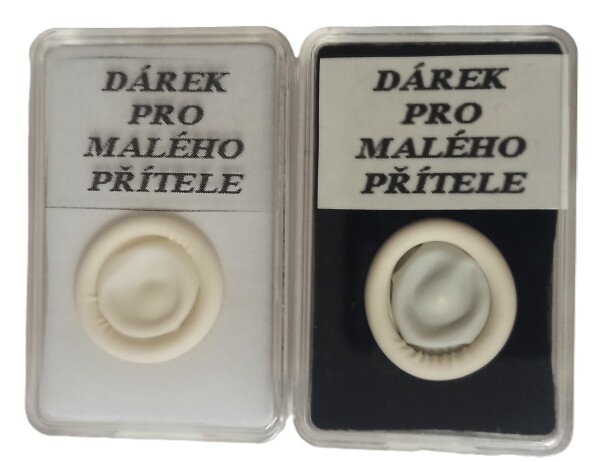 DÁREK
PRO
MALÉHO
PŘÍTELE
DÁREK
PRO
MALÉHO
PŘÍTELE